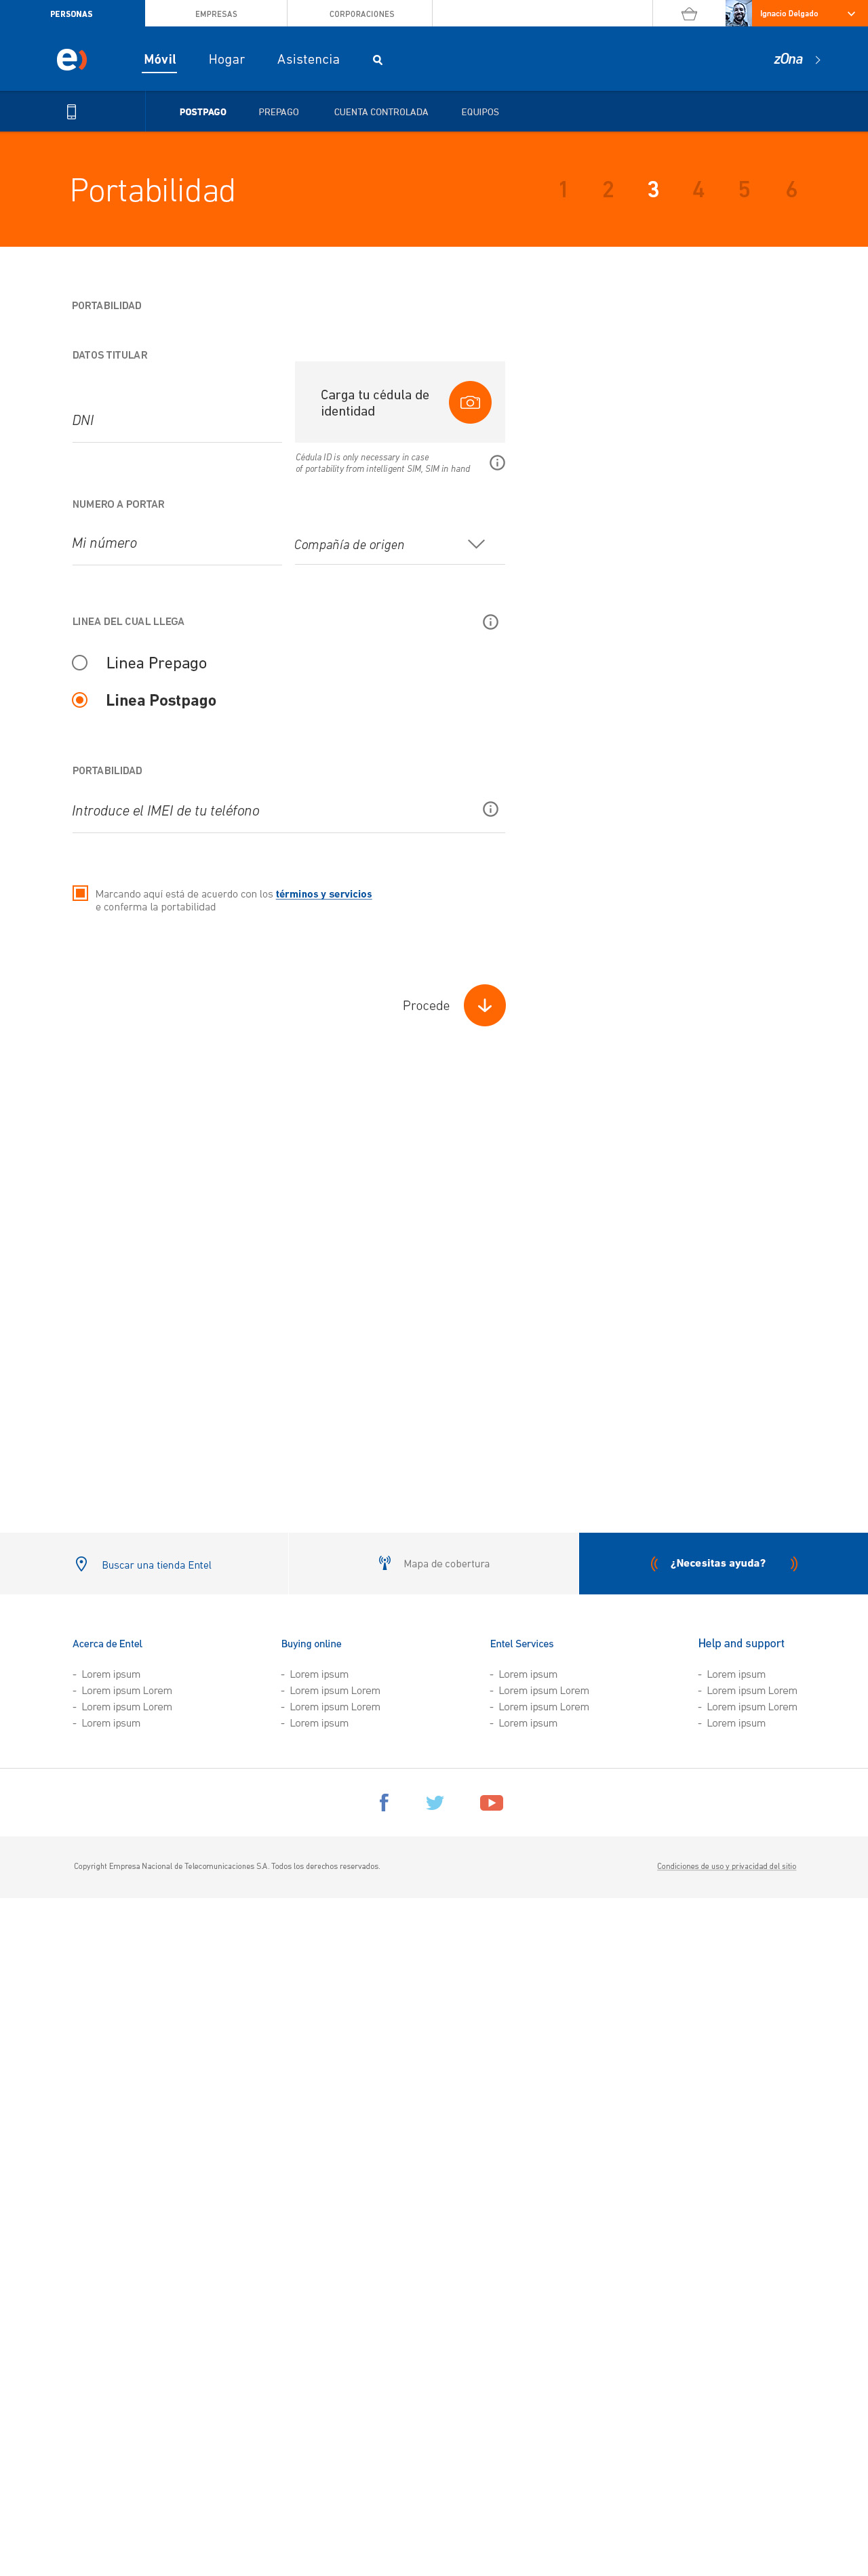 PERSONAS
EMPRESAS
CORPORACIONES
Ignacio Delgado
e)
Móvil
Hogar
Asistencia
zOna
POSTPAGO
PREPAGO
CUENTA CONTROLADA
EQUIPOS
Portabilidad
1 2 3 4 5 6
PORTABILIDAD
DATOS TITULAR
DNI
Carga tu cédula de
identidad
Cédula ID is only necessary in case
of portability from intelligent SIM, SIM in hand
NUMERO A PORTAR
Mi número
Compañía de origen
LINEA DEL CUAL LLEGA
Linea Prepago
Linea Postpago
PORTABILIDAD
Introduce el IMEI de tu teléfono
Marcando aquí está de acuerdo con los términos y servicios
e conferma la portabilidad
Procede
Buscar una tienda Entel
Mapa de cobertura
¿Necesitas ayuda?
Acerca de Entel
- Lorem ipsum
- Lorem ipsum Lorem
- Lorem ipsum Lorem
- Lorem ipsum
Buying online
- Lorem ipsum
- Lorem ipsum Lorem
- Lorem ipsum Lorem
- Lorem ipsum
Entel Services
- Lorem ipsum
- Lorem ipsum Lorem
- Lorem ipsum Lorem
- Lorem ipsum
Help and support
- Lorem ipsum
- Lorem ipsum Lorem
- Lorem ipsum Lorem
- Lorem ipsum
Copyright Empresa Nacional de Telecomunicaciones S.A. Todos los derechos reservados.
Condiciones de uso y privacidad del sitio